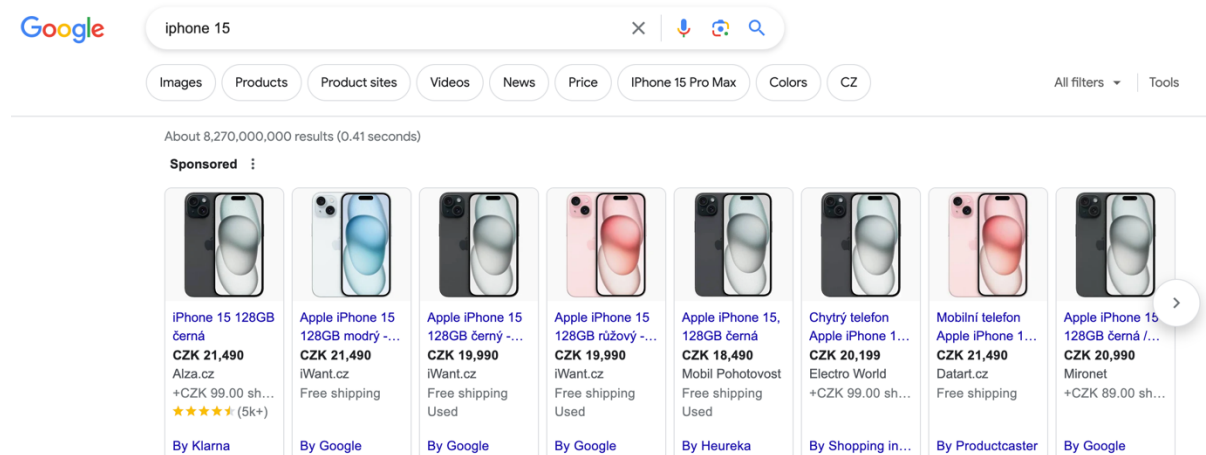 Google
iphone 15
Images
Products
Product sites
Videos
News
Price
IPhone 15 Pro Max
Colors
CZ
All filters
Tools
About 8,270,000,000 results (0.41 seconds)
Sponsored
iPhone 15 128GB
černá
CZK 21,490
Alza.cz
+CZK 99.00 sh...
(5k+)
By Klarna
Apple iPhone 15
128GB modrý -...
CZK 21,490
iWant.cz
Free shipping
By Google
Apple iPhone 15
128GB černý -...
CZK 19,990
iWant.cz
Free shipping
Used
By Google
Apple iPhone 15
128GB růžový -...
CZK 19,990
iWant.cz
Free shipping
Used
By Google
Apple iPhone 15,
128GB černá
CZK 18,490
Mobil Pohotovost
Free shipping
Used
By Heureka
Chytrý telefon
Apple iPhone 1...
CZK 20,199
Electro World
+CZK 99.00 sh...
By Shopping in...
Mobilní telefon
Apple iPhone 1...
CZK 21,490
Datart.cz
Free shipping
By Productcaster
Apple iPhone 15
128GB černá /...
CZK 20,990
Mironet
+CZK 89.00 sh...
By Google